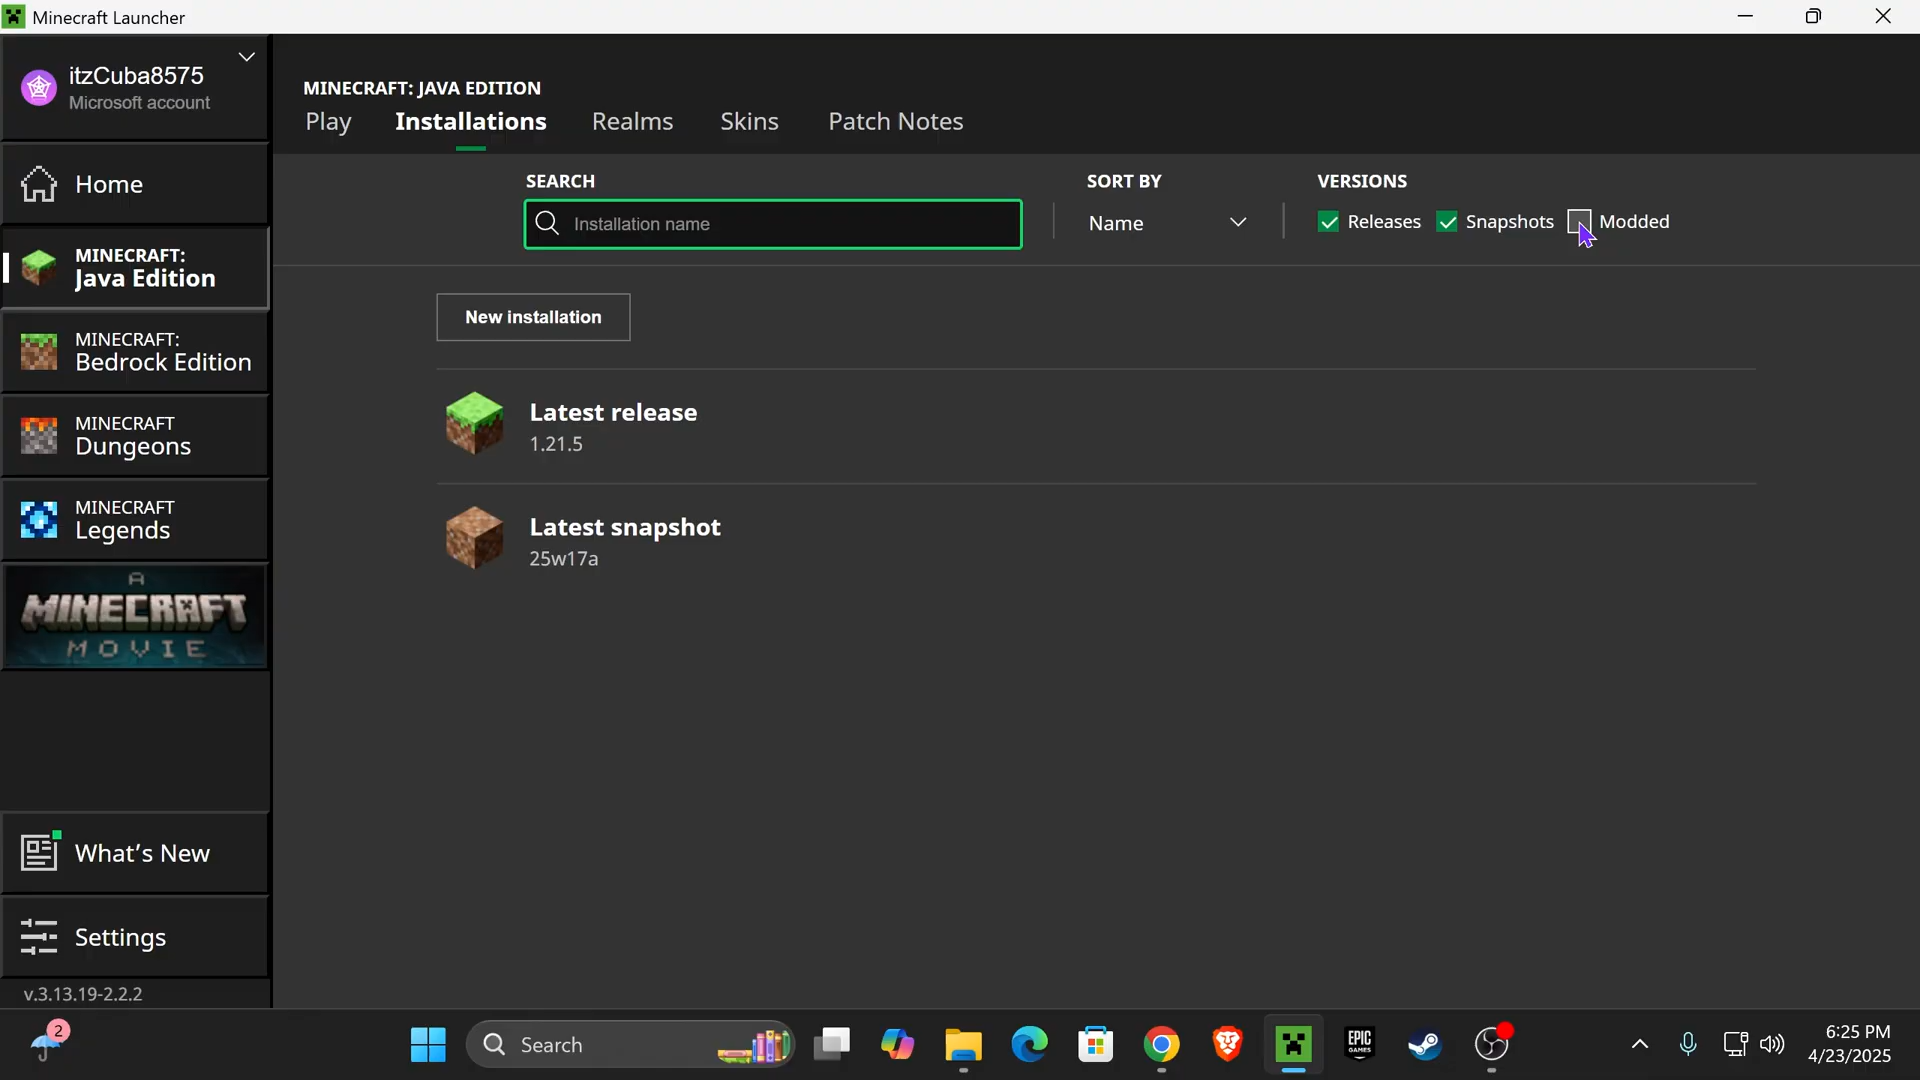 Minecraft Launcher
itzCuba8575
Microsoft account
Home
MINECRAFT:
Java Edition
MINECRAFT:
Bedrock Edition
MINECRAFT
Dungeons
MINECRAFT
Legends
A
MINECRAFT
MOVIE
What's New
Settings
v.3.13.19-2.2.2
MINECRAFT: JAVA EDITION
Play Installations Realms Skins Patch Notes
SEARCH SORT BY VERSIONS
Installation name Name Releases Snapshots Modded
New installation
Latest release
1.21.5
Latest snapshot
25w17a
2
Search
EPIC
GAMES
6:25 PM
4/23/2025